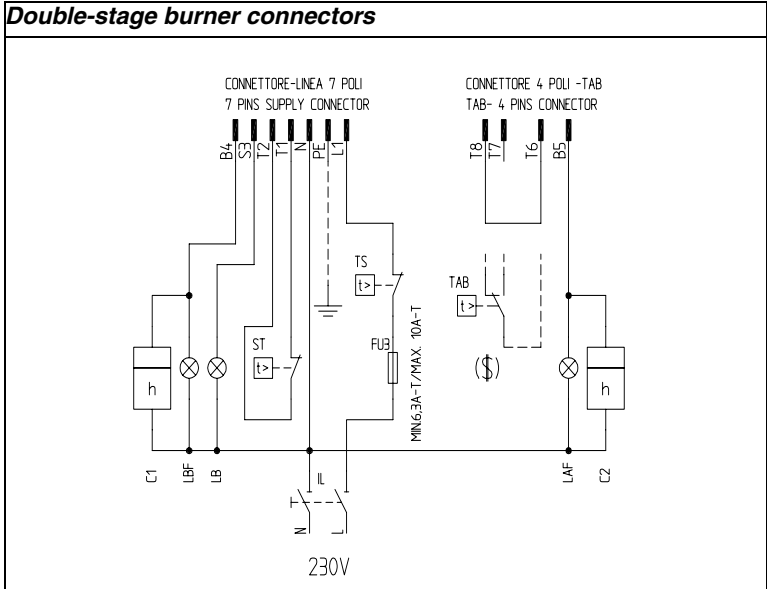 Double-stage burner connectors
CONNETTORE-LINEA 7 POLI
7 PINS SUPPLY CONNECTOR
CONNETTORE 4 POLI -TAB
TAB- 4 PINS CONNECTOR
B4
S3
T2
T1
N
PE
L1
T8
T7
T6
B5
TS
t>
TAB
t>
ST
t>
FU3
MIN.6,3A-T/MAX. 10A-T
($)
h
h
C1
LBF
LB
IL
LAF
C2
N
L
230V